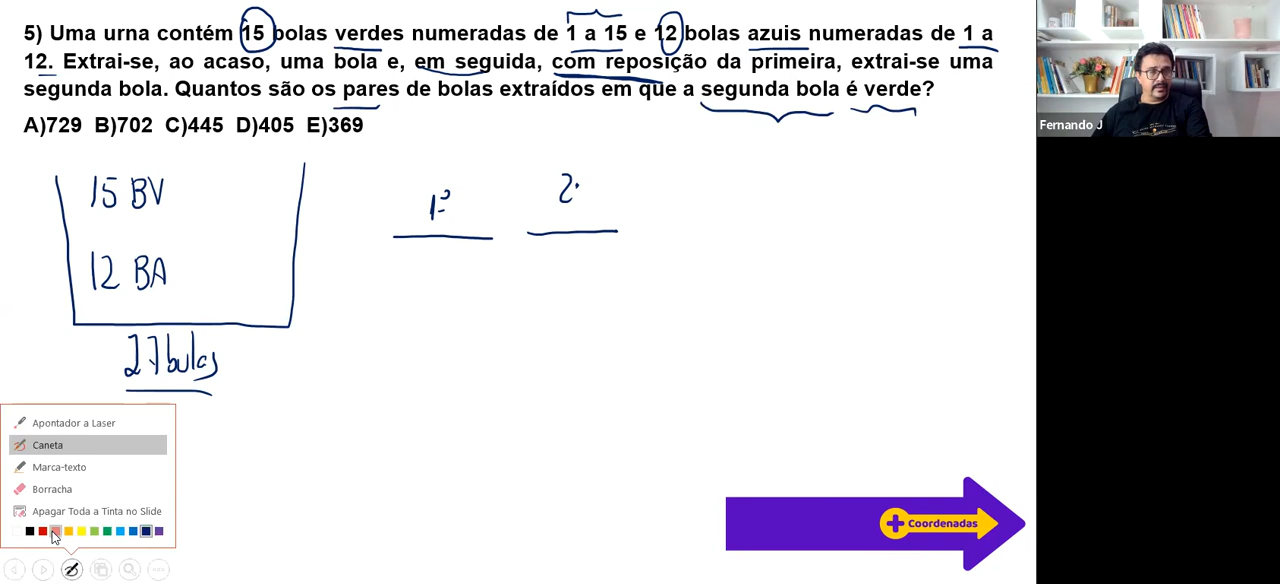 5) Uma urna contém 15 bolas verdes numeradas de 1 a 15 e 12 bolas azuis numeradas de 1 a
12. Extrai-se, ao acaso, uma bola e, em seguida, com reposição da primeira, extrai-se uma
segunda bola. Quantos são os pares de bolas extraídos em que a segunda bola é verde?
A)729 B)702 C)445 D)405 E)369
Fernando J
15 BV
1º 2º
12 BA
27 bolas
Apontador a Laser
Caneta
Marca-texto
Borracha
Apagar Toda a Tinta no Slide
Coordenadas